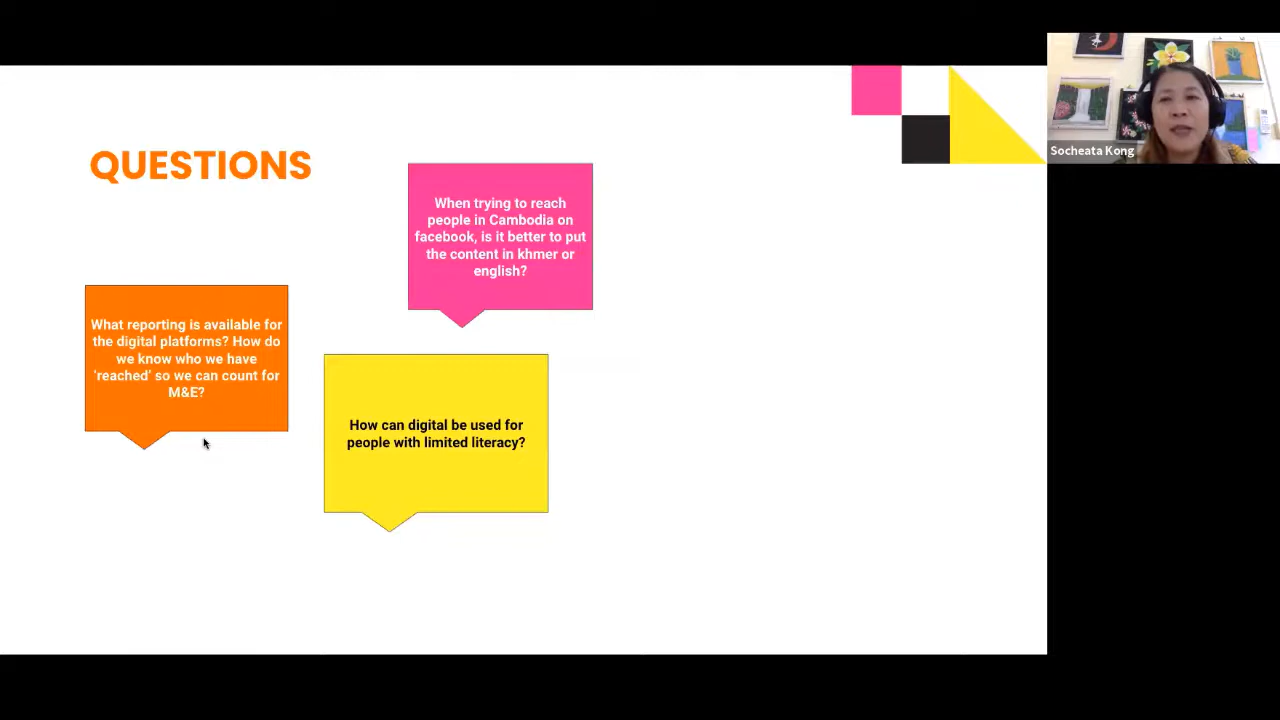 QUESTIONS
When trying to reach
people in Cambodia on
facebook, is it better to put
the content in khmer or
english?
What reporting is available for
the digital platforms? How do
we know who we have
‘reached’ so we can count for
M&E?
How can digital be used for
people with limited literacy?
Socheata Kong